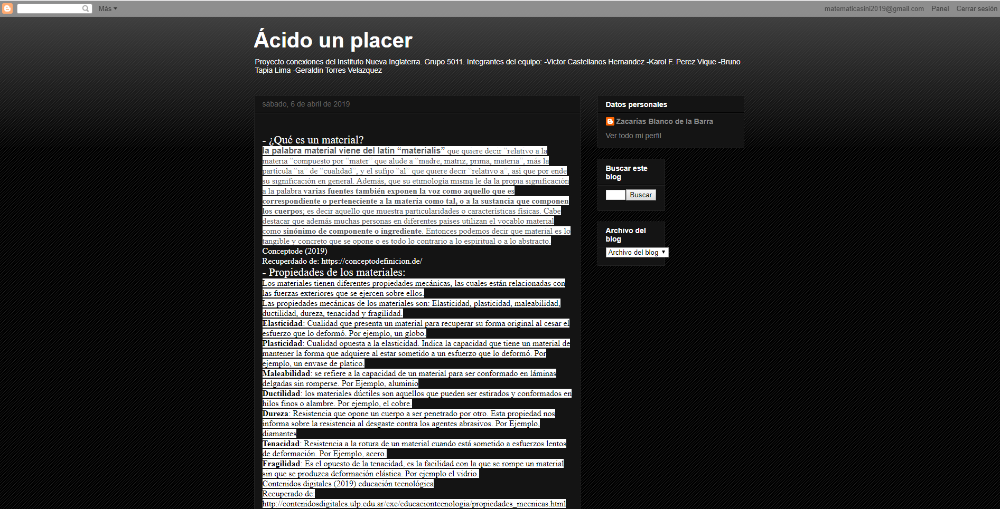 Más
matematicasini2019@gmail.com Panel Cerrar sesión
Ácido un placer
Proyecto conexiones del Instituto Nueva Inglaterra. Grupo 5011. Integrantes del equipo: -Victor Castellanos Hernandez -Karol F. Perez Vique -Bruno
Tapia Lima -Geraldin Torres Velazquez
sábado, 6 de abril de 2019
- ¿Qué es un material?
la palabra material viene del latín “materialis” que quiere decir “relativo a la
materia “compuesto por “mater” que alude a “madre, matriz, prima, materia”, más la
partícula “ia” de “cualidad”, y el sufijo “al” que quiere decir “relativo a”, así que por ende
su significación en general. Además, que su etimología misma le da la propia significación
a la palabra varias fuentes también exponen la voz como aquello que es
correspondiente o perteneciente a la materia como tal, o a la sustancia que componen
los cuerpos; es decir aquello que muestra particularidades o características físicas. Cabe
destacar que además muchas personas en diferentes países utilizan el vocablo material
como sinónimo de componente o ingrediente. Entonces podemos decir que material es lo
tangible y concreto que se opone o es todo lo contrario a lo espiritual o a lo abstracto.
Conceptode (2019)
Recuperdado de: https://conceptodefinicion.de/
- Propiedades de los materiales:
Los materiales tienen diferentes propiedades mecánicas, las cuales están relacionadas con
las fuerzas exteriores que se ejercen sobre ellos.
Las propiedades mecánicas de los materiales son: Elasticidad, plasticidad, maleabilidad,
ductilidad, dureza, tenacidad y fragilidad.
Elasticidad: Cualidad que presenta un material para recuperar su forma original al cesar el
esfuerzo que lo deformó. Por ejemplo, un globo.
Plasticidad: Cualidad opuesta a la elasticidad. Indica la capacidad que tiene un material de
mantener la forma que adquiere al estar sometido a un esfuerzo que lo deformó. Por
ejemplo, un envase de platico.
Maleabilidad: se refiere a la capacidad de un material para ser conformado en láminas
delgadas sin romperse. Por Ejemplo, aluminio
Ductilidad: los materiales dúctiles son aquellos que pueden ser estirados y conformados en
hilos finos o alambre. Por ejemplo, el cobre.
Dureza: Resistencia que opone un cuerpo a ser penetrado por otro. Esta propiedad nos
informa sobre la resistencia al desgaste contra los agentes abrasivos. Por Ejemplo,
diamantes
Tenacidad: Resistencia a la rotura de un material cuando está sometido a esfuerzos lentos
de deformación. Por Ejemplo, acero.
Fragilidad: Es el opuesto de la tenacidad, es la facilidad con la que se rompe un material
sin que se produzca deformación elástica. Por ejemplo el vidrio.
Contenidos digitales (2019) educación tecnológica
Recuperado de:
http://contenidosdigitales.ulp.edu.ar/exe/educaciontecnologia/propiedades_mecnicas.html
Datos personales
Zacarías Blanco de la Barra
Ver todo mi perfil
Buscar este
blog
Buscar
Archivo del
blog
Archivo del blog